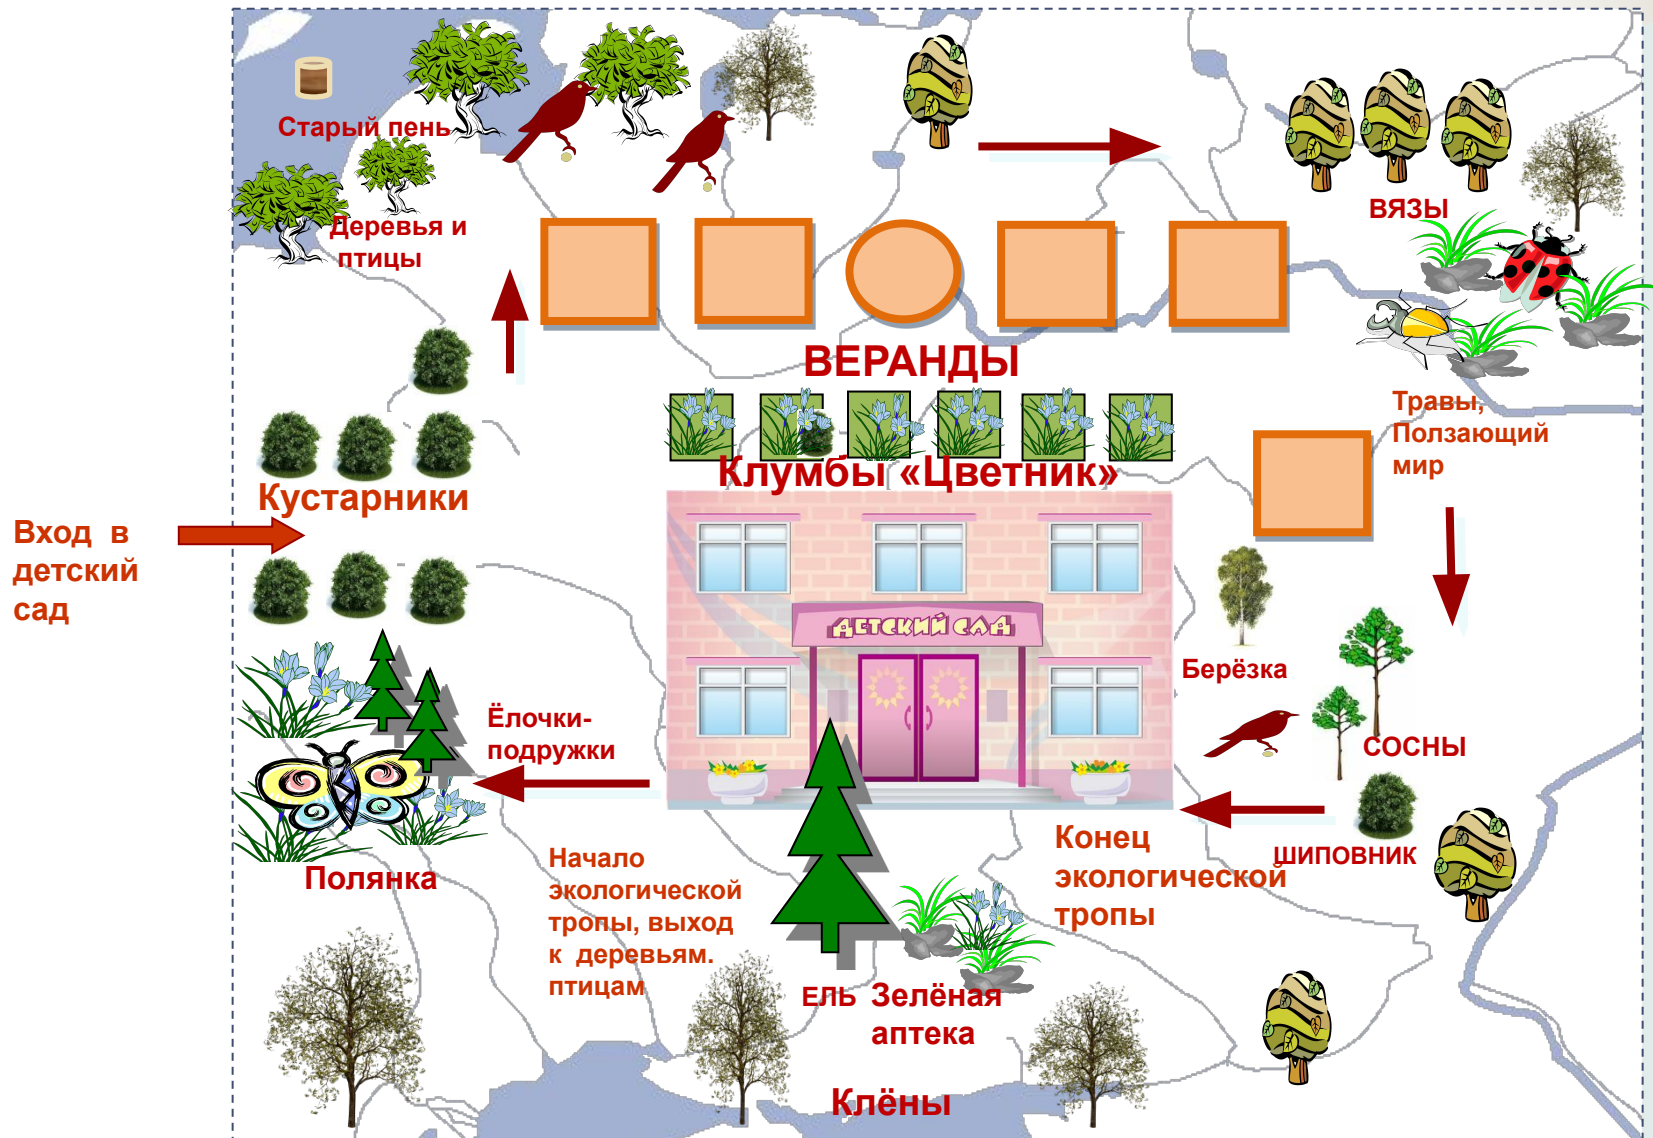 Старый пень
Деревья и
птицы
ВЯЗЫ
ВЕРАНДЫ
Травы,
Ползающий
мир
Клумбы «Цветник»
Кустарники
Вход в
детский
сад
ДЕТСКИЙ САД
Берёзка
Ёлочки-
подружки
СОСНЫ
Полянка
Начало
экологической
тропы, выход
к деревьям.
птицам
Конец
экологической
тропы
ШИПОВНИК
ЕЛЬ
Зелёная
аптека
Клёны